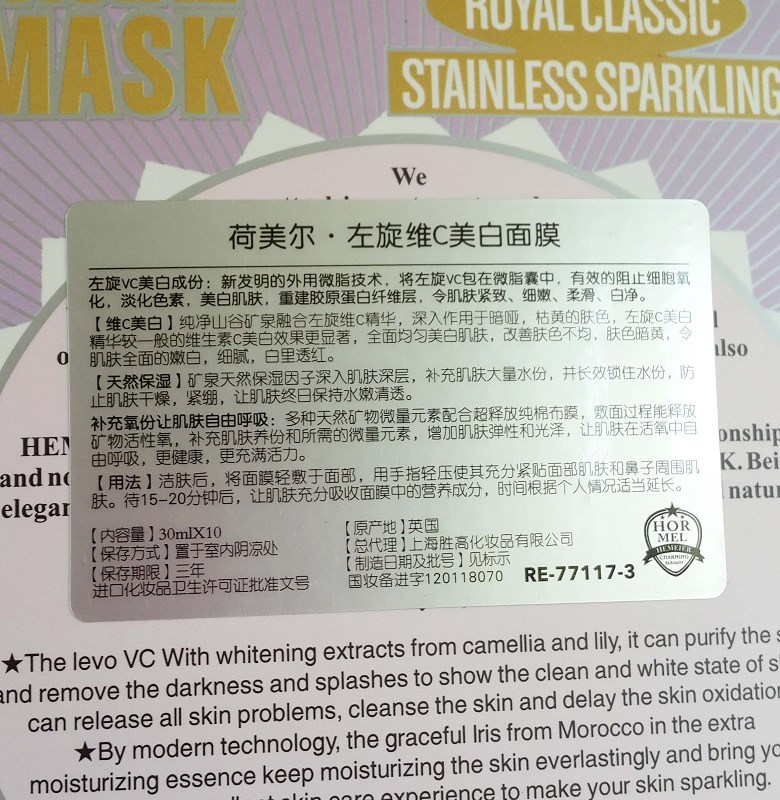 MASK
ROYAL CLASSIC
STAINLESS SPARKLING
We
荷美尔·左旋维C美白面膜
左旋VC美白成份：新发明的外用微脂技术，将左旋VC包在微脂囊中，有效的阻止细胞氧
化，淡化色素，美白肌肤，重建胶原蛋白纤维层，令肌肤紧致、细嫩、柔滑、白净。
【维C美白】纯净山谷矿泉融合左旋维C精华，深入作用于暗哑，枯黄的肤色，左旋C美白
精华较一般的维生素C美白效果更显著，全面均匀美白肌肤，改善肤色不均，肤色暗黄，令
肌肤全面的嫩白，细腻，白里透红。
【天然保湿】矿泉天然保湿因子深入肌肤深层，补充肌肤大量水份，并长效锁住水份，防
止肌肤干燥，紧绷，让肌肤终日保持水嫩清透。
补充氧份让肌肤自由呼吸：多种天然矿物微量元素配合超释放纯棉布膜，敷面过程能释放
矿物活性氧，补充肌肤养份和所需的微量元素，增加肌肤弹性和光泽，让肌肤在活氧中自
由呼吸，更健康，更充满活力。
【用法】洁肤后，将面膜轻敷于面部，用手指轻压使其充分紧贴面部肌肤和鼻子周围肌
肤。待15-20分钟后，让肌肤充分吸收面膜中的营养成分，时间根据个人情况适当延长。
【内容量】30mlX10
【保存方式】置于室内阴凉处
【保存期限】三年
进口化妆品卫生许可证批准文号
【原产地】英国
【总代理】上海胜高化妆品有限公司
【制造日期及批号】见标示
国妆备进字120118070
RE-77117-3
HOR
MEL
HEMEIER
CHARMING
ELEGANT
also
onship
and no
K. Bei
elegan
natur
★The levo VC With whitening extracts from camellia and lily, it can purify the s
and remove the darkness and splashes to show the clean and white state of s
can release all skin problems, cleanse the skin and delay the skin oxidation
★By modern technology, the graceful Iris from Morocco in the extra
moisturizing essence keep moisturizing the skin everlastingly and bring yo
skin care experience to make your skin sparkling.